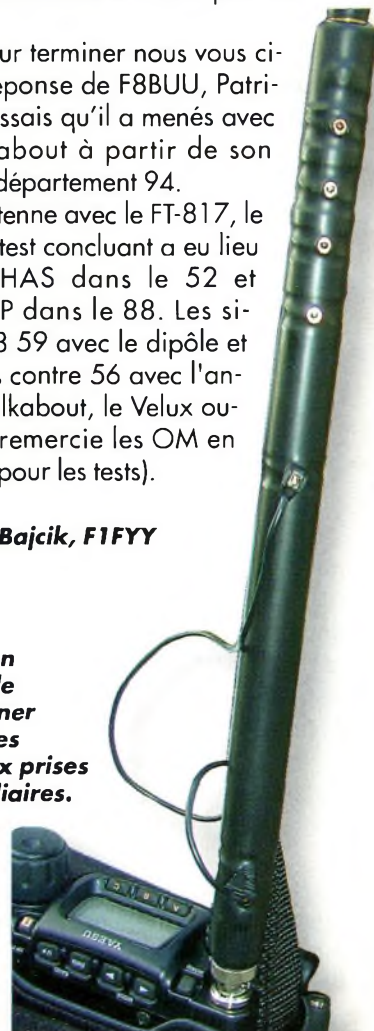 ur terminer nous vous ci-
éponse de F8BUU, Patri-
ssais qu'il a menés avec
about à partir de son
département 94.
tenne avec le FT-817, le
test concluant a eu lieu
HAS dans le 52 et
P dans le 88. Les si-
3 59 avec le dipôle et
contre 56 avec l'an-
lkabout, le Velux ou-
remercie les OM en
pour les tests).
Bajcik, F1FYY
n
le
ner
es
x prises
liaires.
YAESU